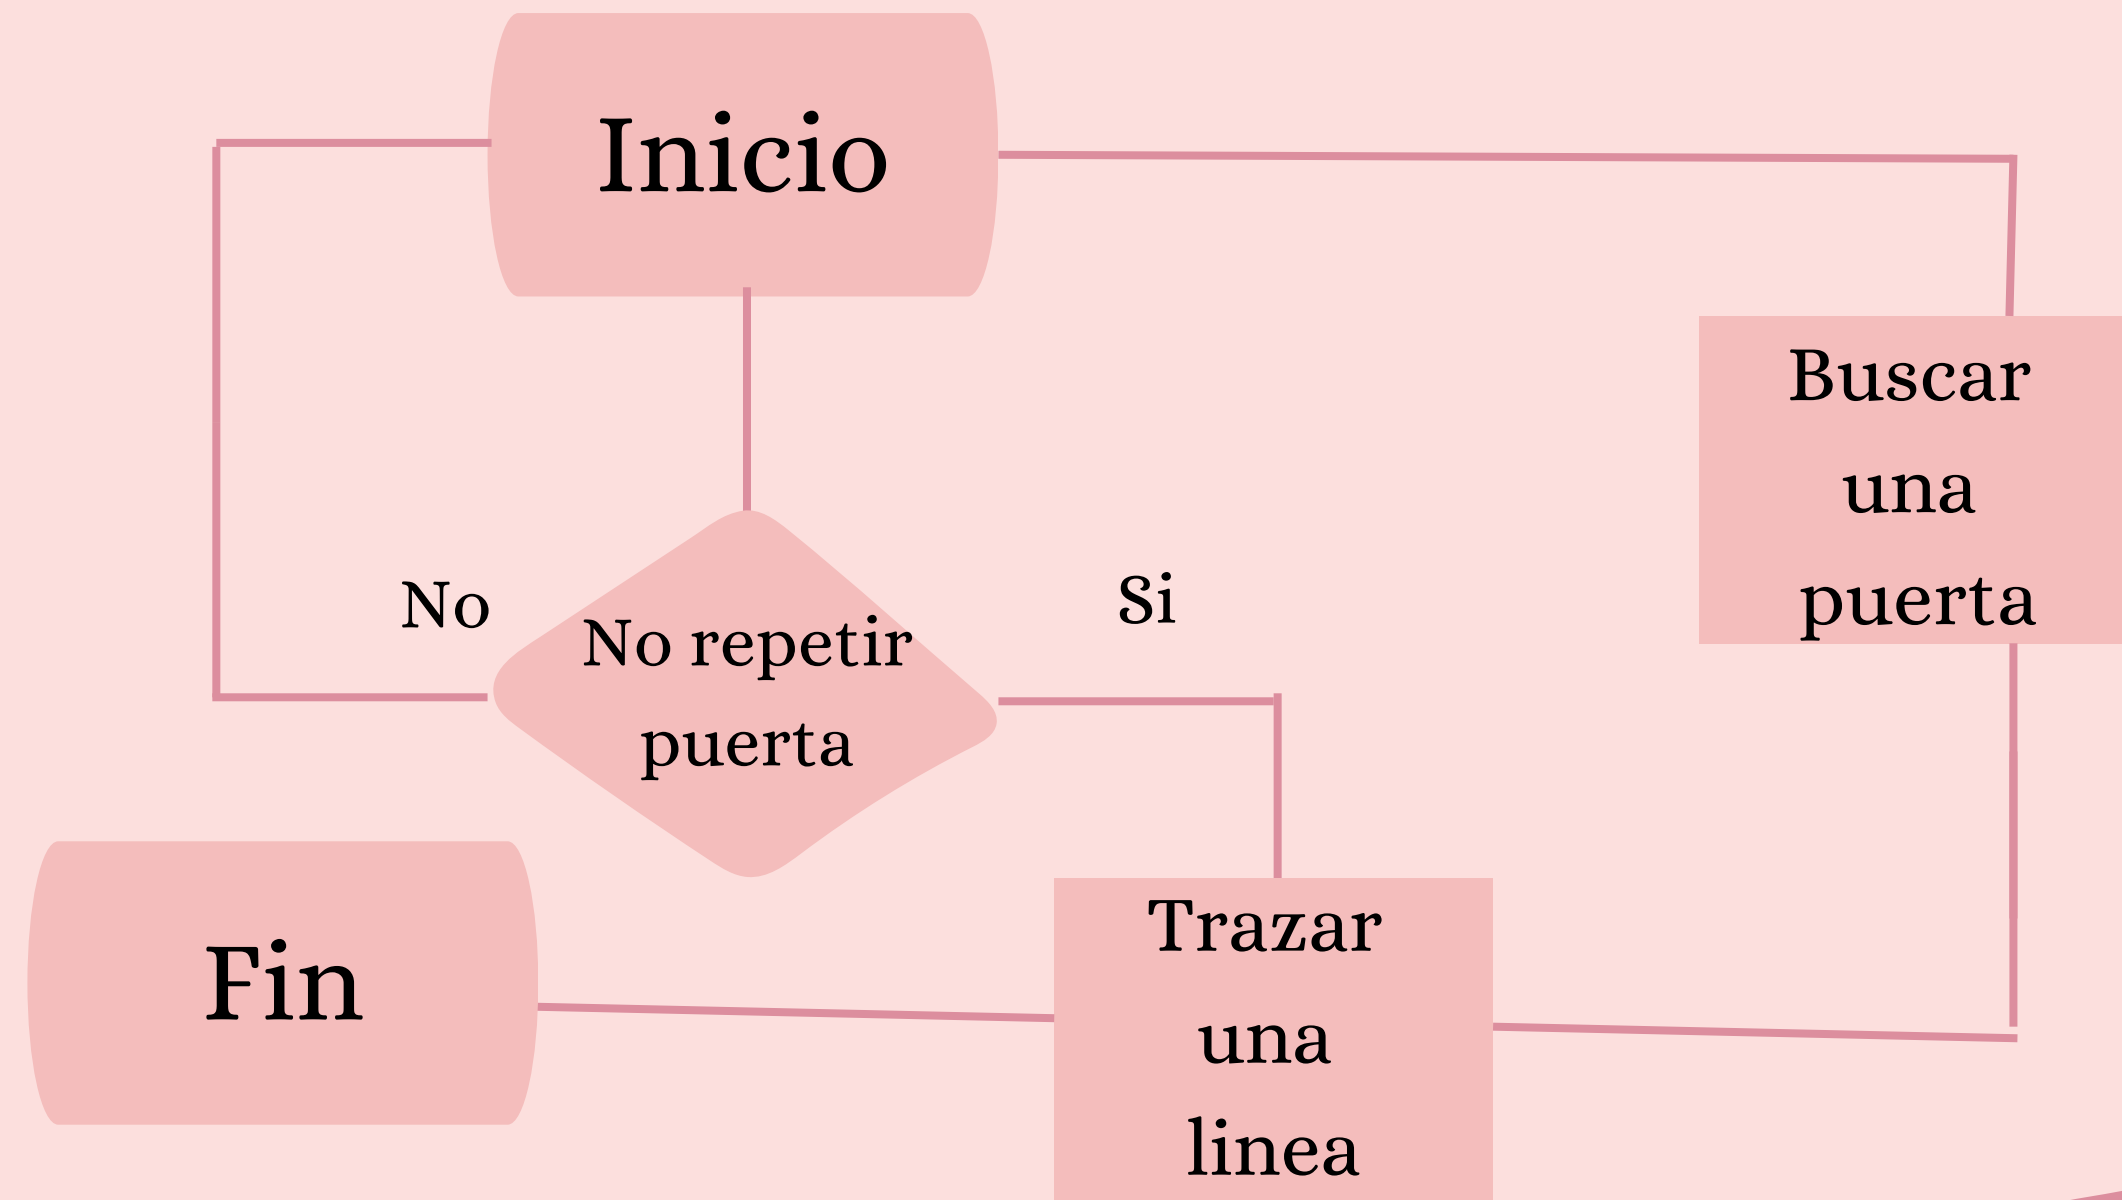 Inicio
Buscar
una
puerta
No
Si
No repetir
puerta
Fin
Trazar
una
linea